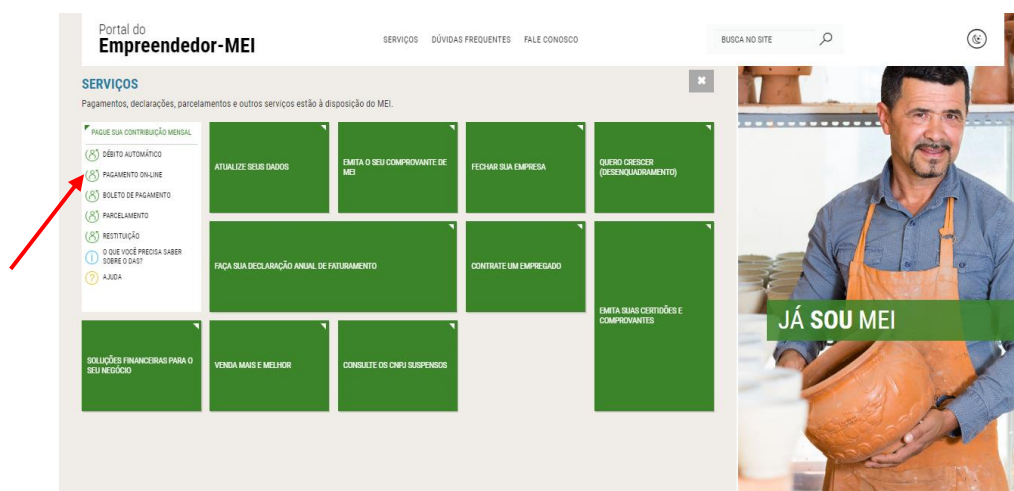 Portal do
Empreendedor-MEI
SERVIÇOS DÚVIDAS FREQUENTES FALE CONOSCO
BUSCA NO SITE
SERVIÇOS
Pagamentos, declarações, parcelamentos e outros serviços estão à disposição do MEI.
PAGUE SUA CONTRIBUIÇÃO MENSAL
DÉBITO AUTOMÁTICO
PAGAMENTO ON-LINE
BOLETO DE PAGAMENTO
PARCELAMENTO
RESTITUIÇÃO
O QUE VOCÊ PRECISA SABER
SOBRE O DAS?
AJUDA
ATUALIZE SEUS DADOS
EMITA O SEU COMPROVANTE DE
MEI
FECHAR SUA EMPRESA
QUERO CRESCER
(DESENQUADRAMENTO)
FAÇA SUA DECLARAÇÃO ANUAL DE FATURAMENTO
CONTRATE UM EMPREGADO
EMITA SUAS CERTIDÕES E
COMPROVANTES
SOLUÇÕES FINANCEIRAS PARA O
SEU NEGÓCIO
VENDA MAIS E MELHOR
CONSULTE OS CNPJ SUSPENSOS
JÁ SOU MEI